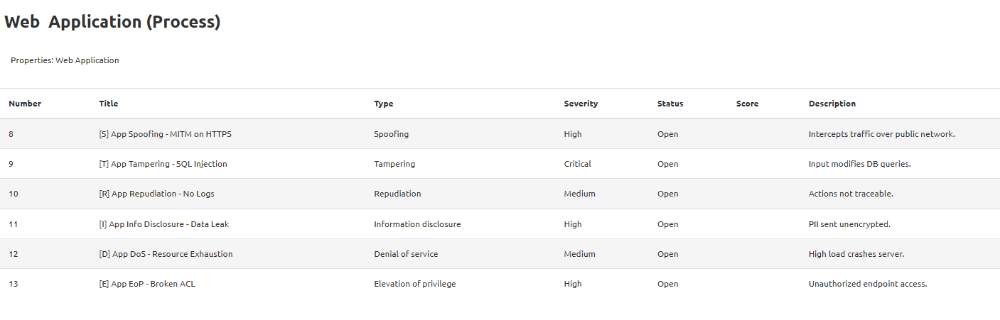 Web  Application (Process)
Properties: Web Application
Number Title Type Severity Status Score Description
8 [S] App Spoofing - MITM on HTTPS Spoofing High Open Intercepts traffic over public network.
9 [T] App Tampering - SQL Injection Tampering Critical Open Input modifies DB queries.
10 [R] App Repudiation - No Logs Repudiation Medium Open Actions not traceable.
11 [I] App Info Disclosure - Data Leak Information disclosure High Open PII sent unencrypted.
12 [D] App DoS - Resource Exhaustion Denial of service Medium Open High load crashes server.
13 [E] App EoP - Broken ACL Elevation of privilege High Open Unauthorized endpoint access.